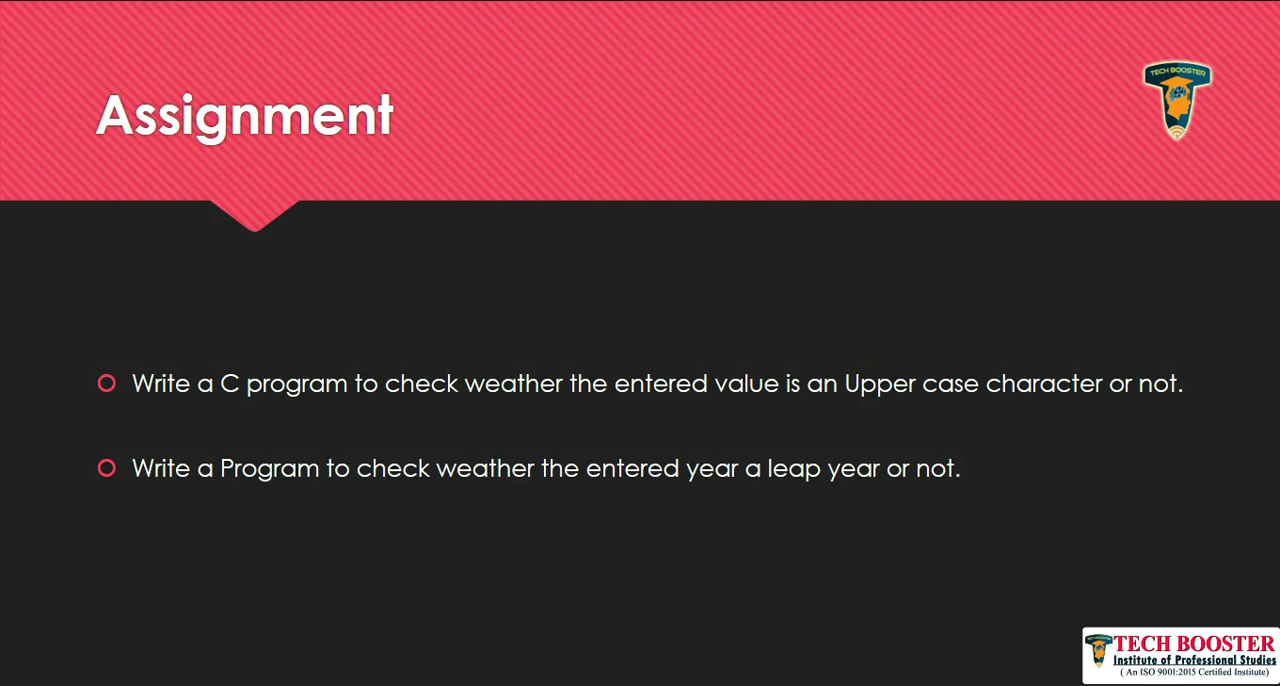 TECH BOOSTER
Assignment
Write a C program to check weather the entered value is an Upper case character or not.
Write a Program to check weather the entered year a leap year or not.
TECH BOOSTER
TECH BOOSTER
Institute of Professional Studies
( An ISO 9001:2015 Certified Institute)